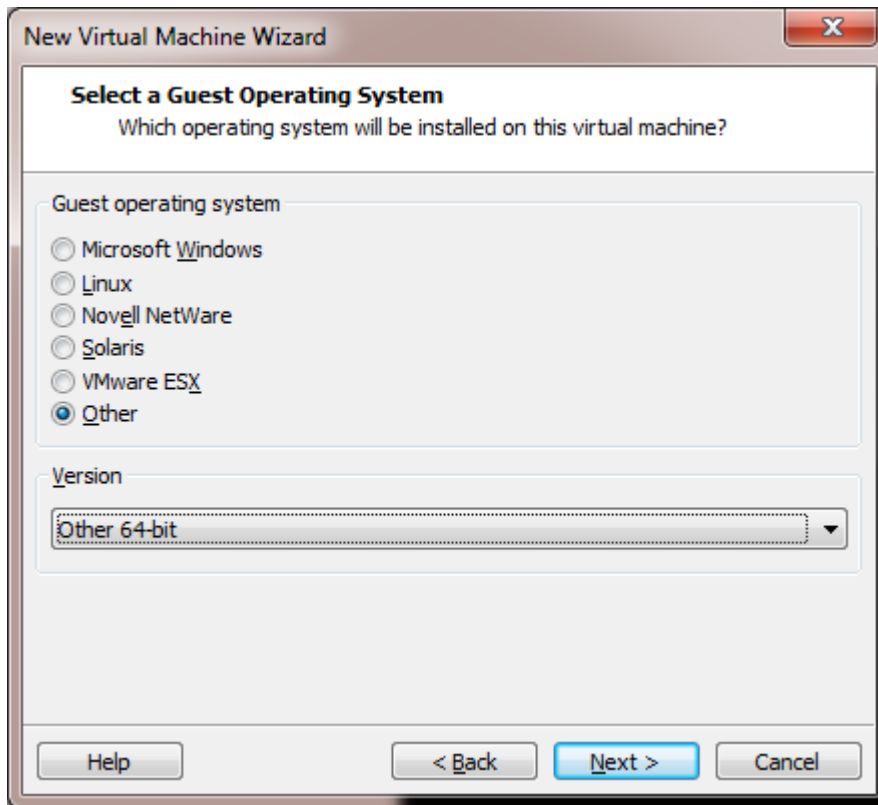 New Virtual Machine Wizard
Select a Guest Operating System
Which operating system will be installed on this virtual machine?
Guest operating system
Microsoft Windows
Linux
Novell NetWare
Solaris
VMware ESX
Other
Version
Other 64-bit
Help
< Back
Next >
Cancel